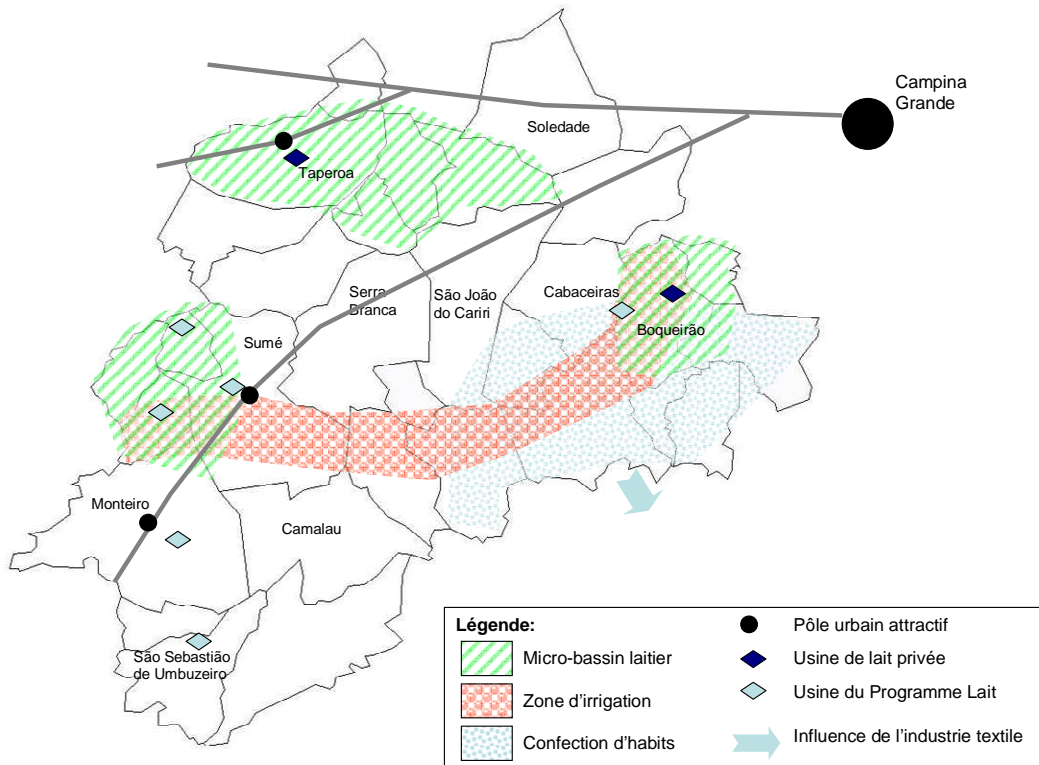 Campina
Grande
Soledade
Taperoa
Serra
Branca
São João
do Cariri
Cabaceiras
Boqueirão
Sumé
Monteiro
Camalau
São Sebastião
de Umbuzeiro
Légende:
Micro-bassin laitier
Zone d'irrigation
Confection d'habits
Pôle urbain attractif
Usine de lait privée
Usine du Programme Lait
Influence de l'industrie textile